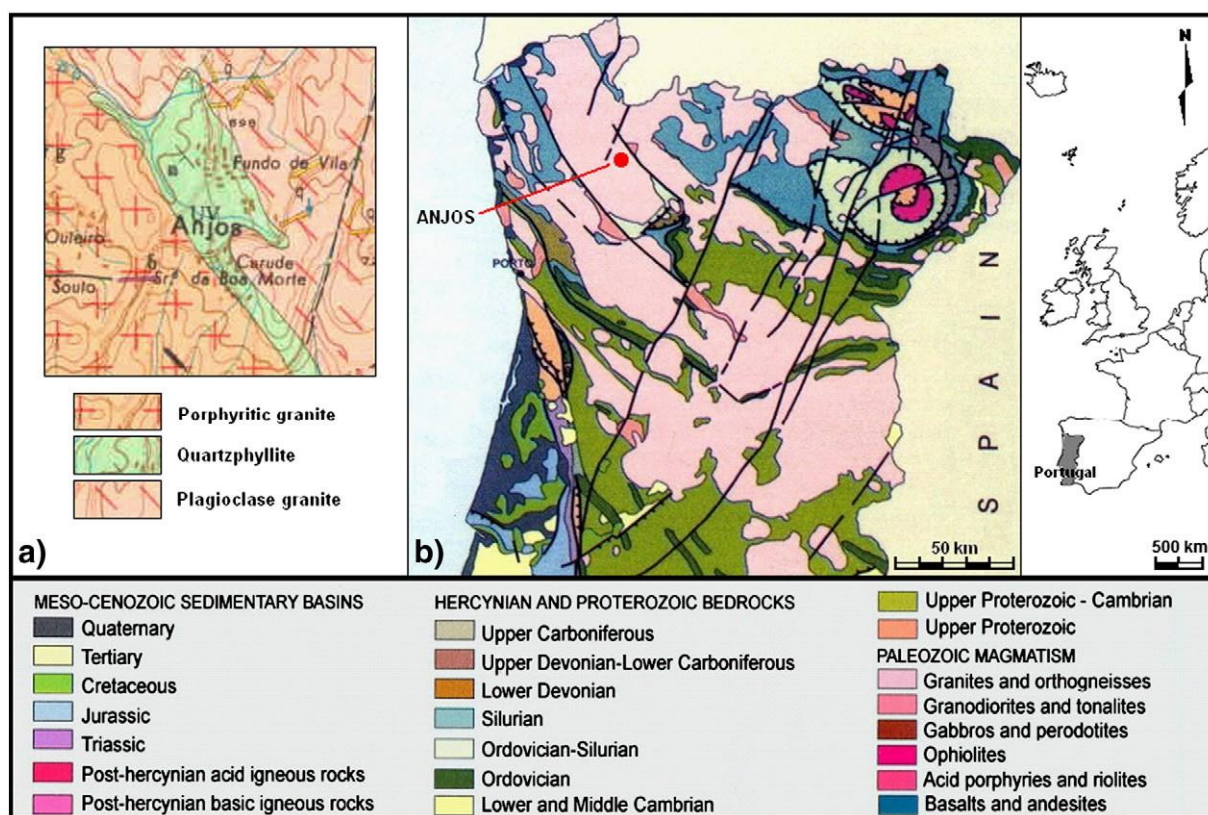 g
q
696
Fundo de Vila
n
q
UV
Anjos
Outeiro
Carude
δ
Sr.ª da Boa Morte
Souto
Porphyritic granite
Quartzphyllite
Plagioclase granite
a)
ANJOS
PORTO
SPAIN
50 km
b)
N
Portugal
500 km
MESO-CENOZOIC SEDIMENTARY BASINS
Quaternary
Tertiary
Cretaceous
Jurassic
Triassic
Post-hercynian acid igneous rocks
Post-hercynian basic igneous rocks
HERCYNIAN AND PROTEROZOIC BEDROCKS
Upper Carboniferous
Upper Devonian-Lower Carboniferous
Lower Devonian
Silurian
Ordovician-Silurian
Ordovician
Lower and Middle Cambrian
Upper Proterozoic - Cambrian
Upper Proterozoic
PALEOZOIC MAGMATISM
Granites and orthogneisses
Granodiorites and tonalites
Gabbros and perodotites
Ophiolites
Acid porphyries and riolites
Basalts and andesites